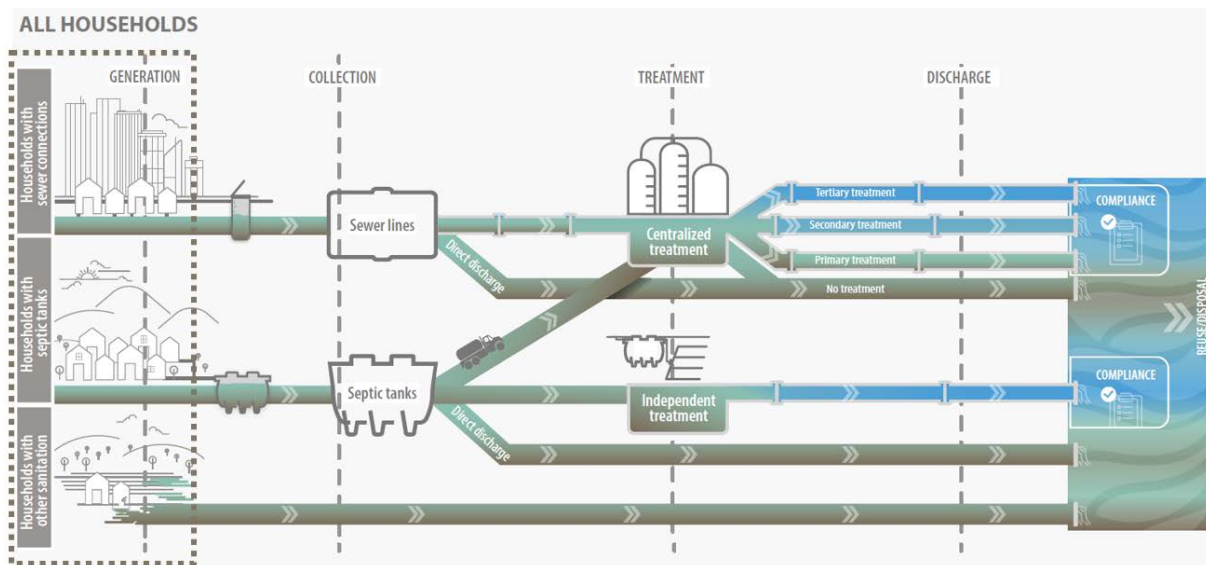 ALL HOUSEHOLDS
GENERATION
COLLECTION
TREATMENT
DISCHARGE
Households with
sewer connections
Sewer lines
Direct discharge
Centralized
treatment
Tertiary treatment
Secondary treatment
Primary treatment
No treatment
COMPLIANCE
Households with
septic tanks
Septic tanks
Direct discharge
Independent
treatment
COMPLIANCE
REUSE/DISPOSAL
Households with
other sanitation